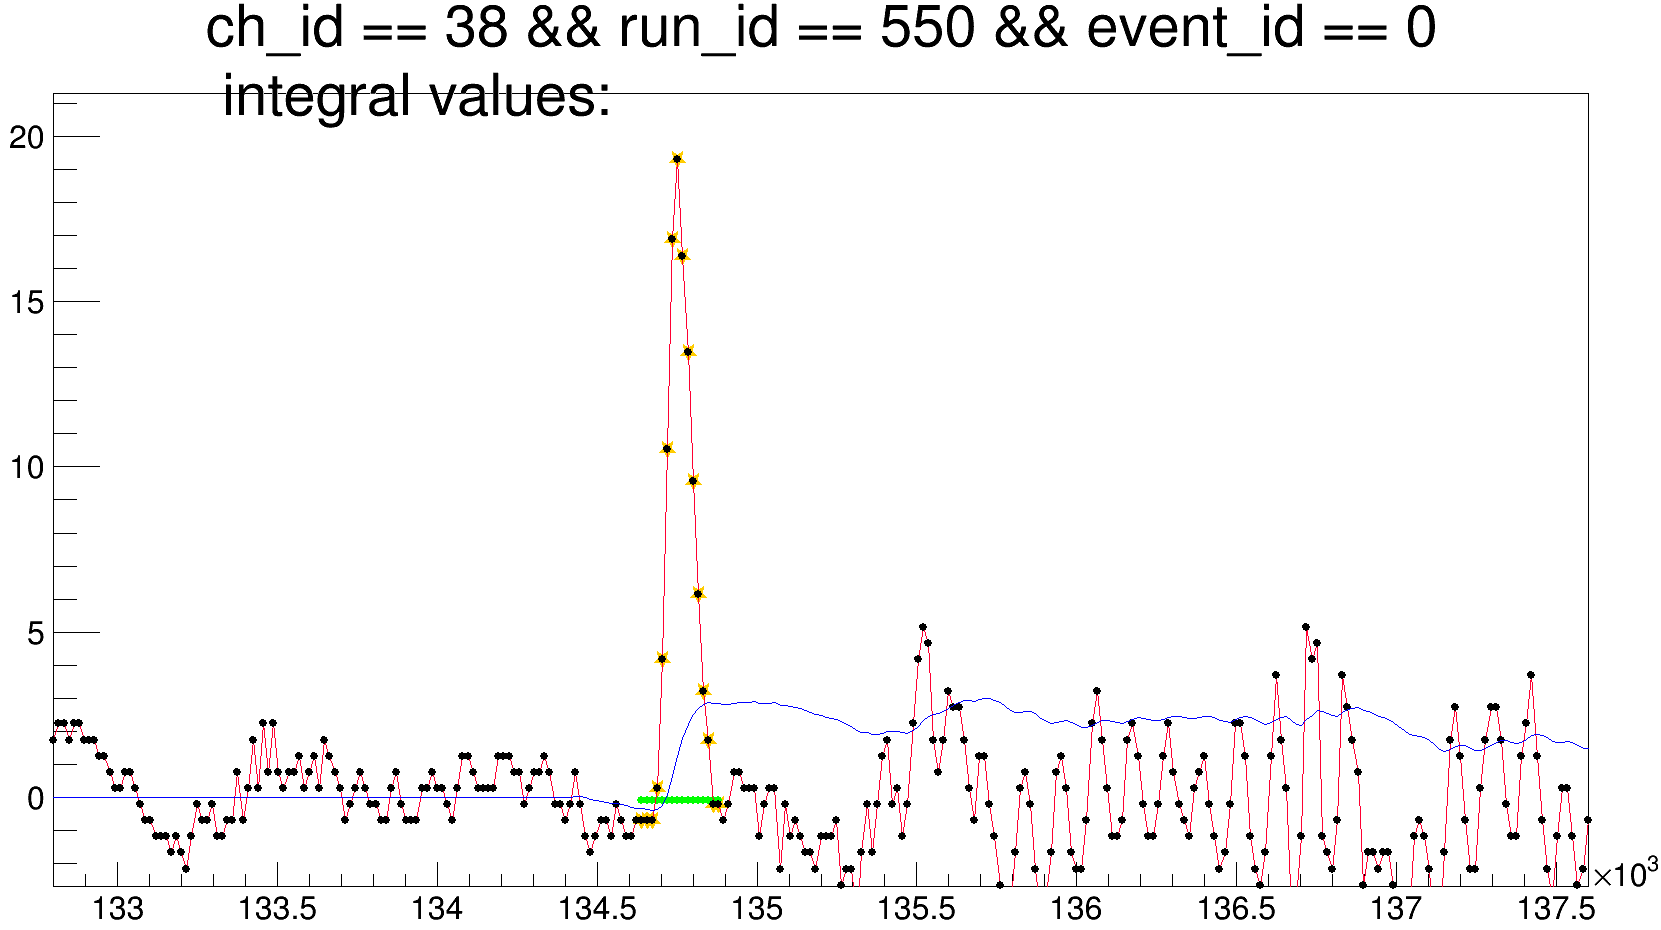 ch_id == 38 && run_id == 550 && event_id == 0
integral values:
20
15
10
5
0
133 133.5 134 134.5 135 135.5 136 136.5 137 137.5 ×10³